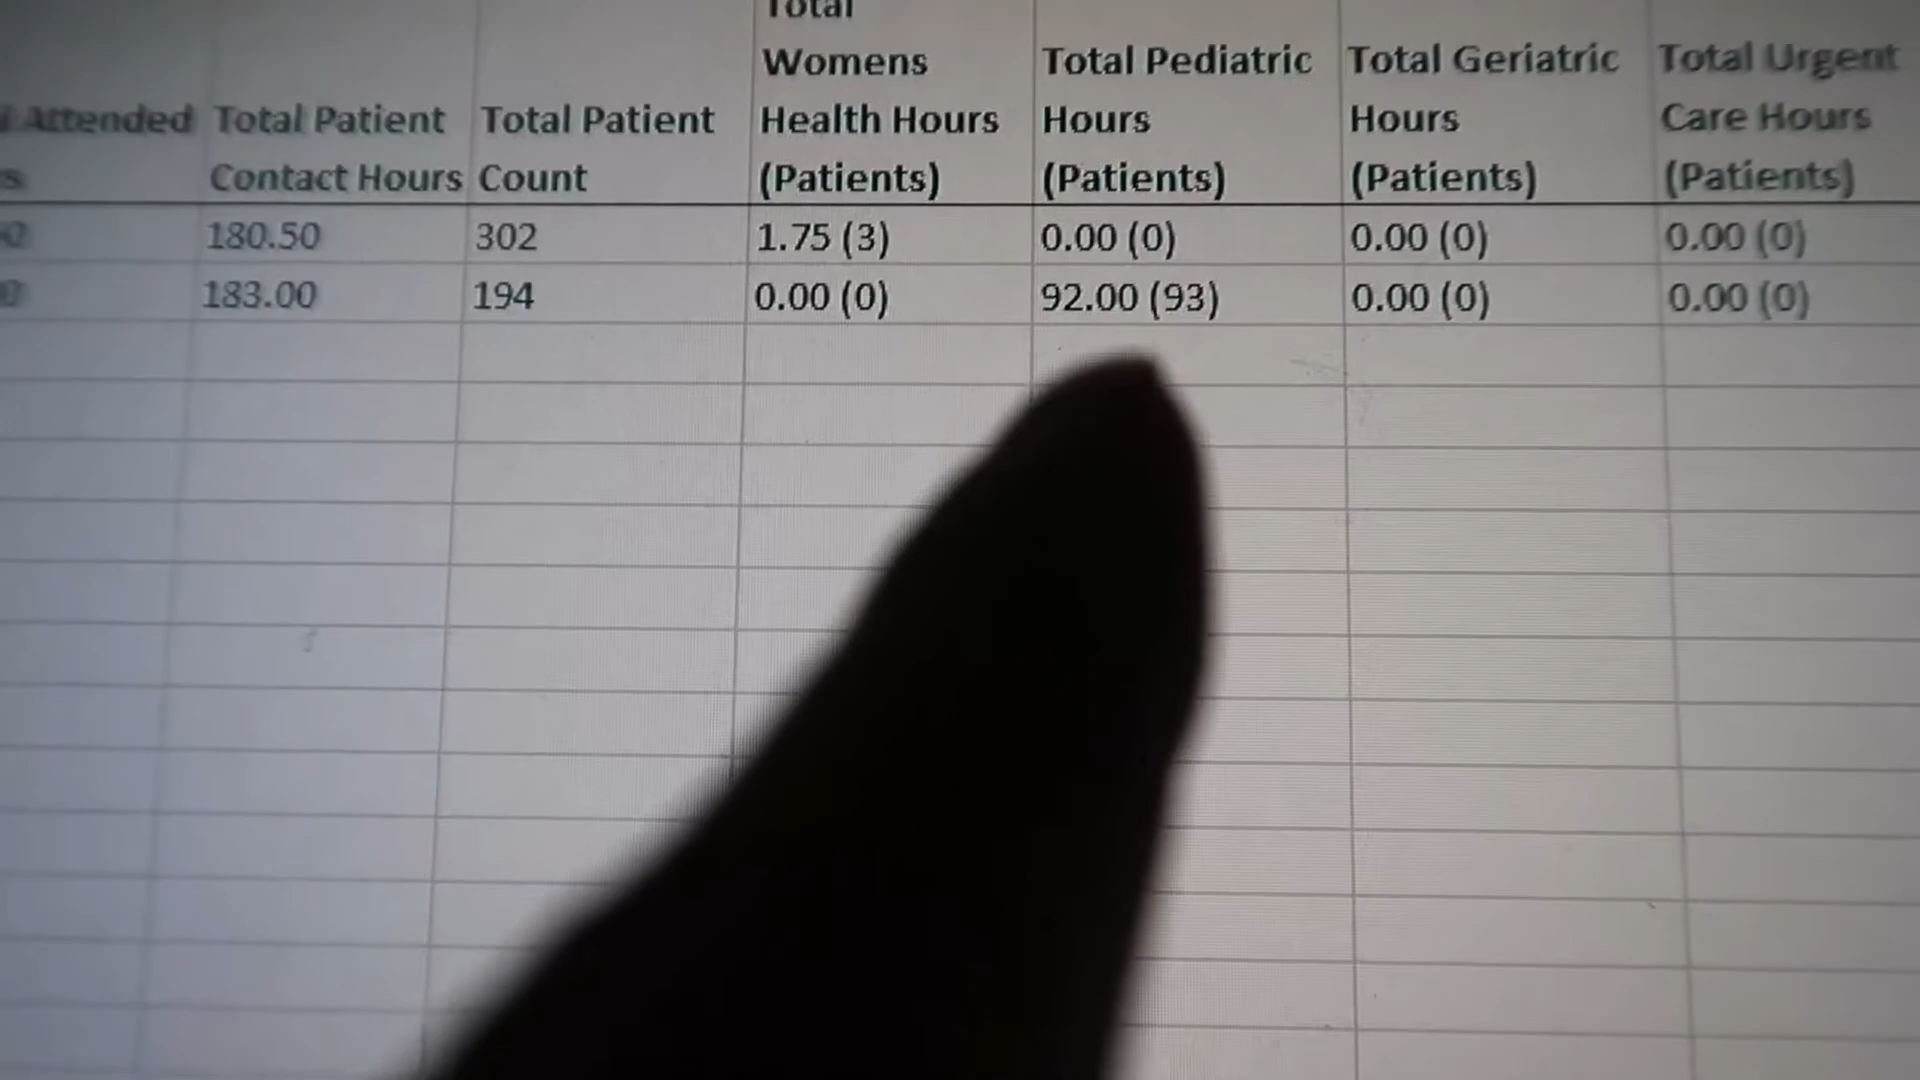 Total
Womens Total Pediatric Total Geriatric Total Urgent
Attended Total Patient Total Patient Health Hours Hours Hours Care Hours
s Contact Hours Count (Patients) (Patients) (Patients) (Patients)
0 180.50 302 1.75 (3) 0.00 (0) 0.00 (0) 0.00 (0)
0 183.00 194 0.00 (0) 92.00 (93) 0.00 (0) 0.00 (0)